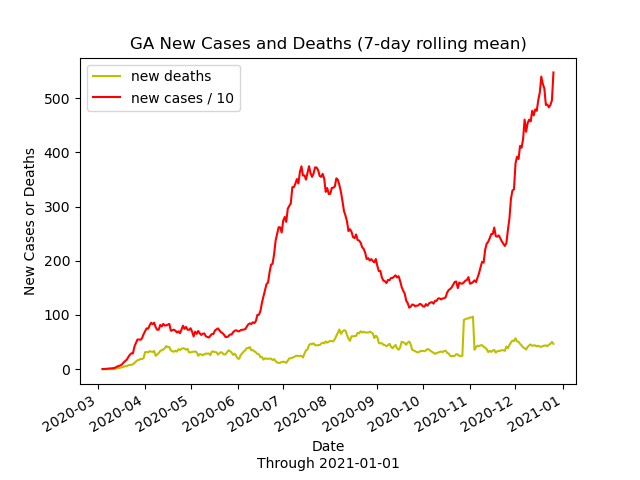 GA New Cases and Deaths (7-day rolling mean)
new deaths
new cases / 10
500
400
300
200
100
0
New Cases or Deaths
2020-03
2020-04
2020-05
2020-06
2020-07
2020-08
2020-09
2020-10
2020-11
2020-12
2021-01
Date
Through 2021-01-01